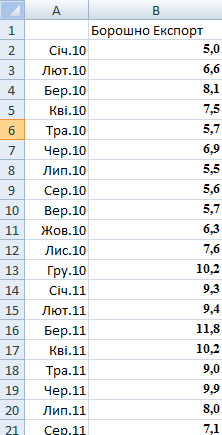 A B
1 Борошно Експорт
2 Січ.10 5,0
3 Лют.10 6,6
4 Бер.10 8,1
5 Кві.10 7,5
6 Тра.10 5,7
7 Чер.10 6,9
8 Лип.10 5,5
9 Сер.10 5,6
10 Вер.10 5,7
11 Жов.10 6,3
12 Лис.10 7,6
13 Гру.10 10,2
14 Січ.11 9,3
15 Лют.11 9,4
16 Бер.11 11,8
17 Кві.11 10,2
18 Тра.11 9,0
19 Чер.11 9,9
20 Лип.11 8,0
21 Сер.11 7,1